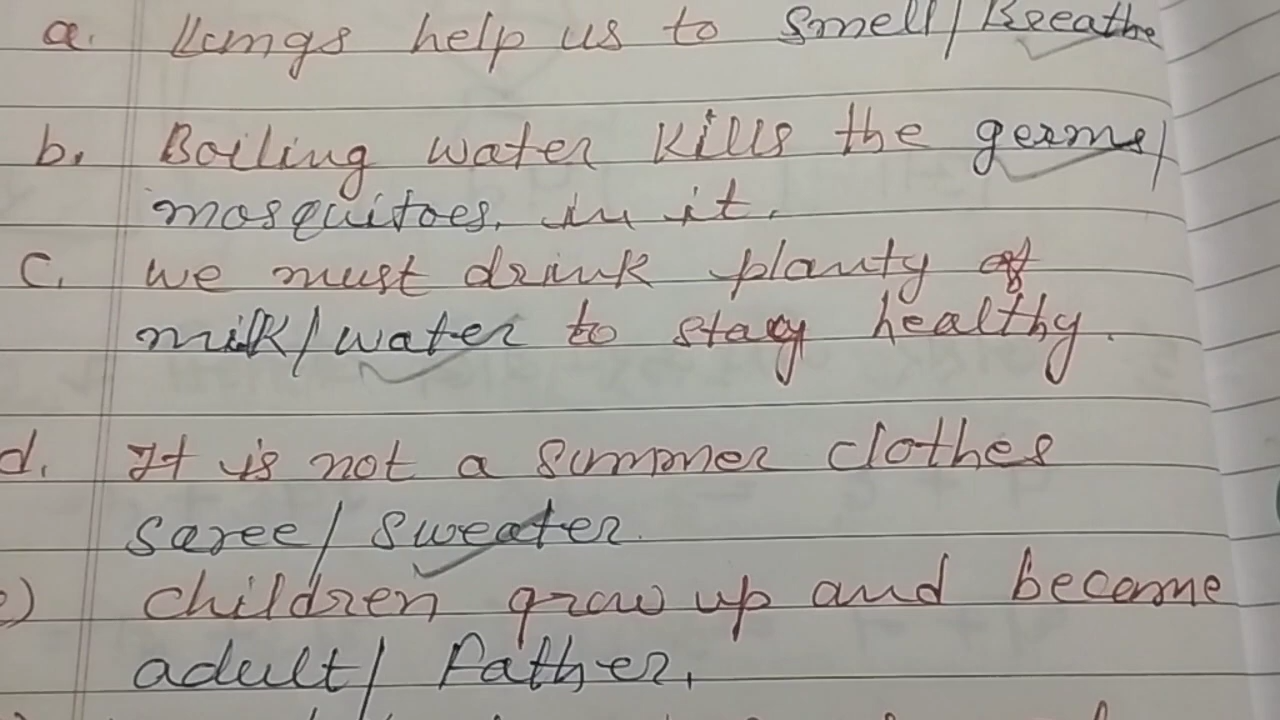 a. Lungs help us to Smell/Breathe
b. Boiling water kills the germs/
mosquitoes. in it.
C. we must drink planty of
milk/water to stay healthy.
d. It is not a summer clothes
Saree/Sweater.
e) children grow up and become
adult/Father.